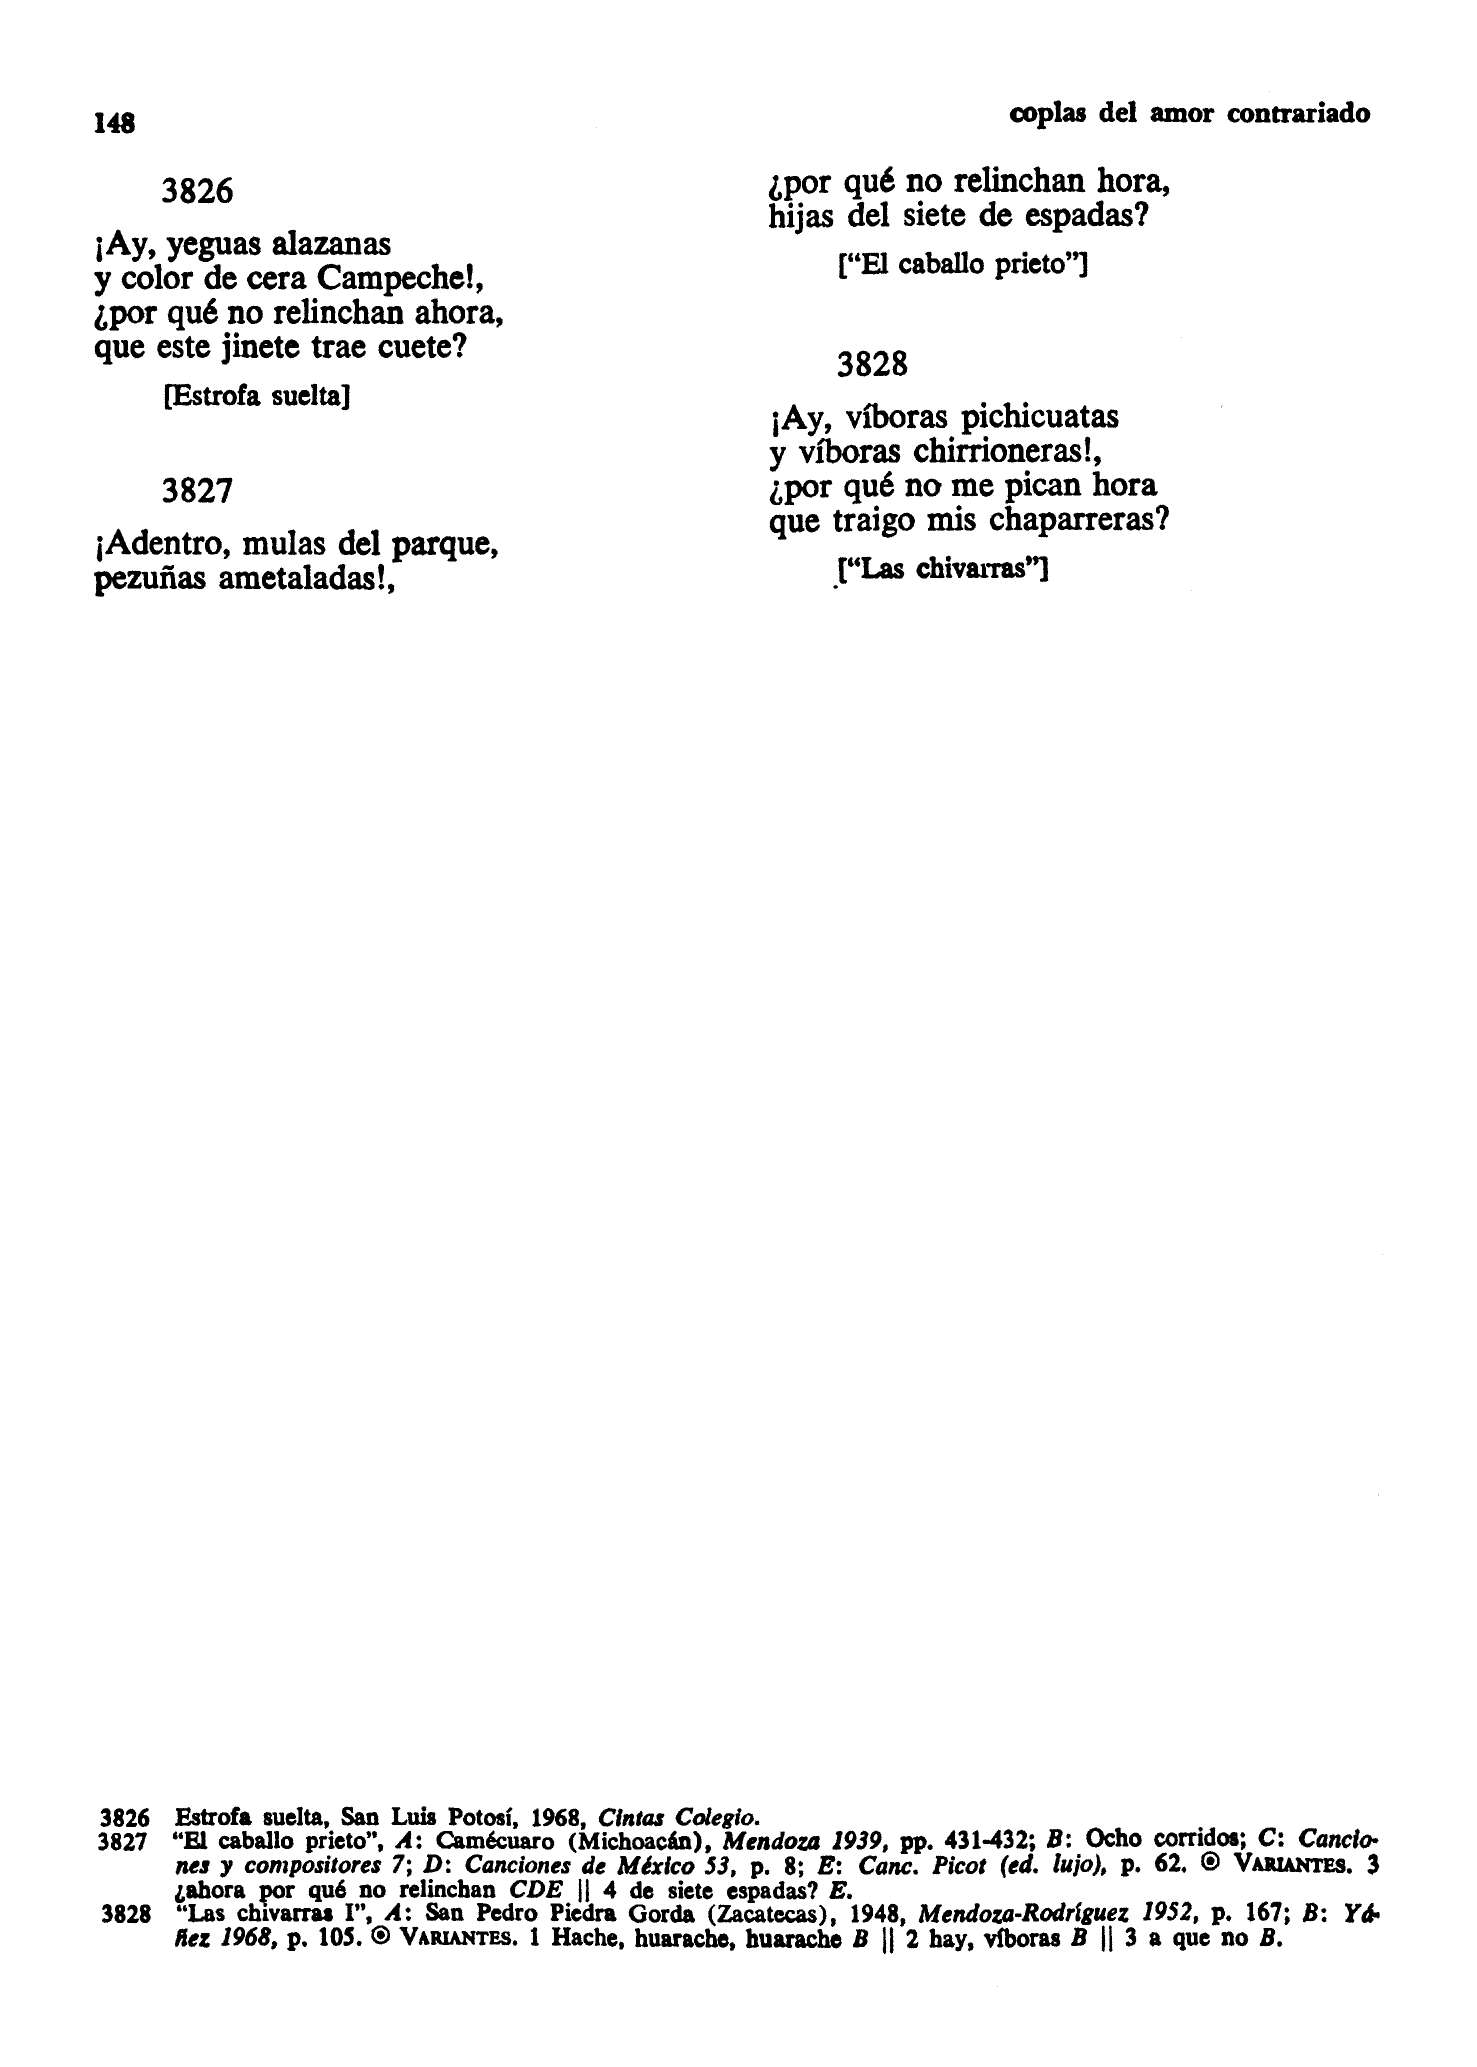 148
coplas del amor contrariado
3826
¡Ay, yeguas alazanas
y color de cera Campeche!,
¿por qué no relinchan ahora,
que este jinete trae cuete?
[Estrofa suelta]
3827
¡Adentro, mulas del parque,
pezuñas ametaladas!,
¿por qué no relinchan hora,
hijas del siete de espadas?
[“El caballo prieto”]
3828
¡Ay, víboras pichicuatas
y víboras chirrioneras!,
¿por qué no me pican hora
que traigo mis chaparreras?
[“Las chivarras”]
3826 Estrofa suelta, San Luis Potosí, 1968, Cintas Colegio.
3827 “El caballo prieto”, A: Camécuaro (Michoacán), Mendoza 1939, pp. 431-432; B: Ocho corridos; C: Cancio-
nes y compositores 7; D: Canciones de México 53, p. 8; E: Canc. Picot (ed. lujo), p. 62. ⊙ VARIANTES. 3
¿ahora por qué no relinchan CDE || 4 de siete espadas? E.
3828 “Las chivarras I”, A: San Pedro Piedra Gorda (Zacatecas), 1948, Mendoza-Rodríguez 1952, p. 167; B: Yá-
ñez 1968, p. 105. ⊙ VARIANTES. 1 Hache, huarache, huarache B || 2 hay, víboras B || 3 a que no B.